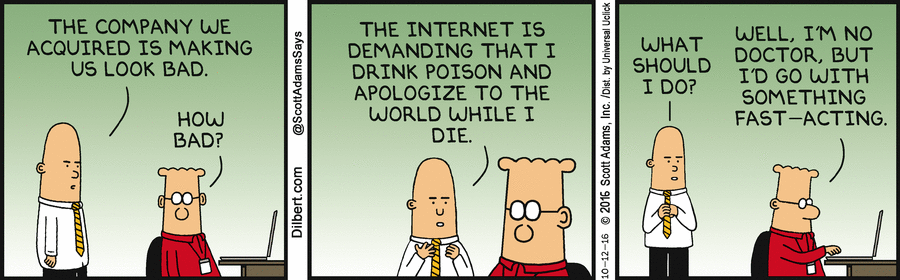 THE COMPANY WE
ACQUIRED IS MAKING
US LOOK BAD.
HOW
BAD?
Dilbert.com @ScottAdamsSays
THE INTERNET IS
DEMANDING THAT I
DRINK POISON AND
APOLOGIZE TO THE
WORLD WHILE I
DIE.
10-12-16 © 2016 Scott Adams, Inc. /Dist. by Universal Uclick
WHAT
SHOULD
I DO?
WELL, I'M NO
DOCTOR, BUT
I'D GO WITH
SOMETHING
FAST-ACTING.